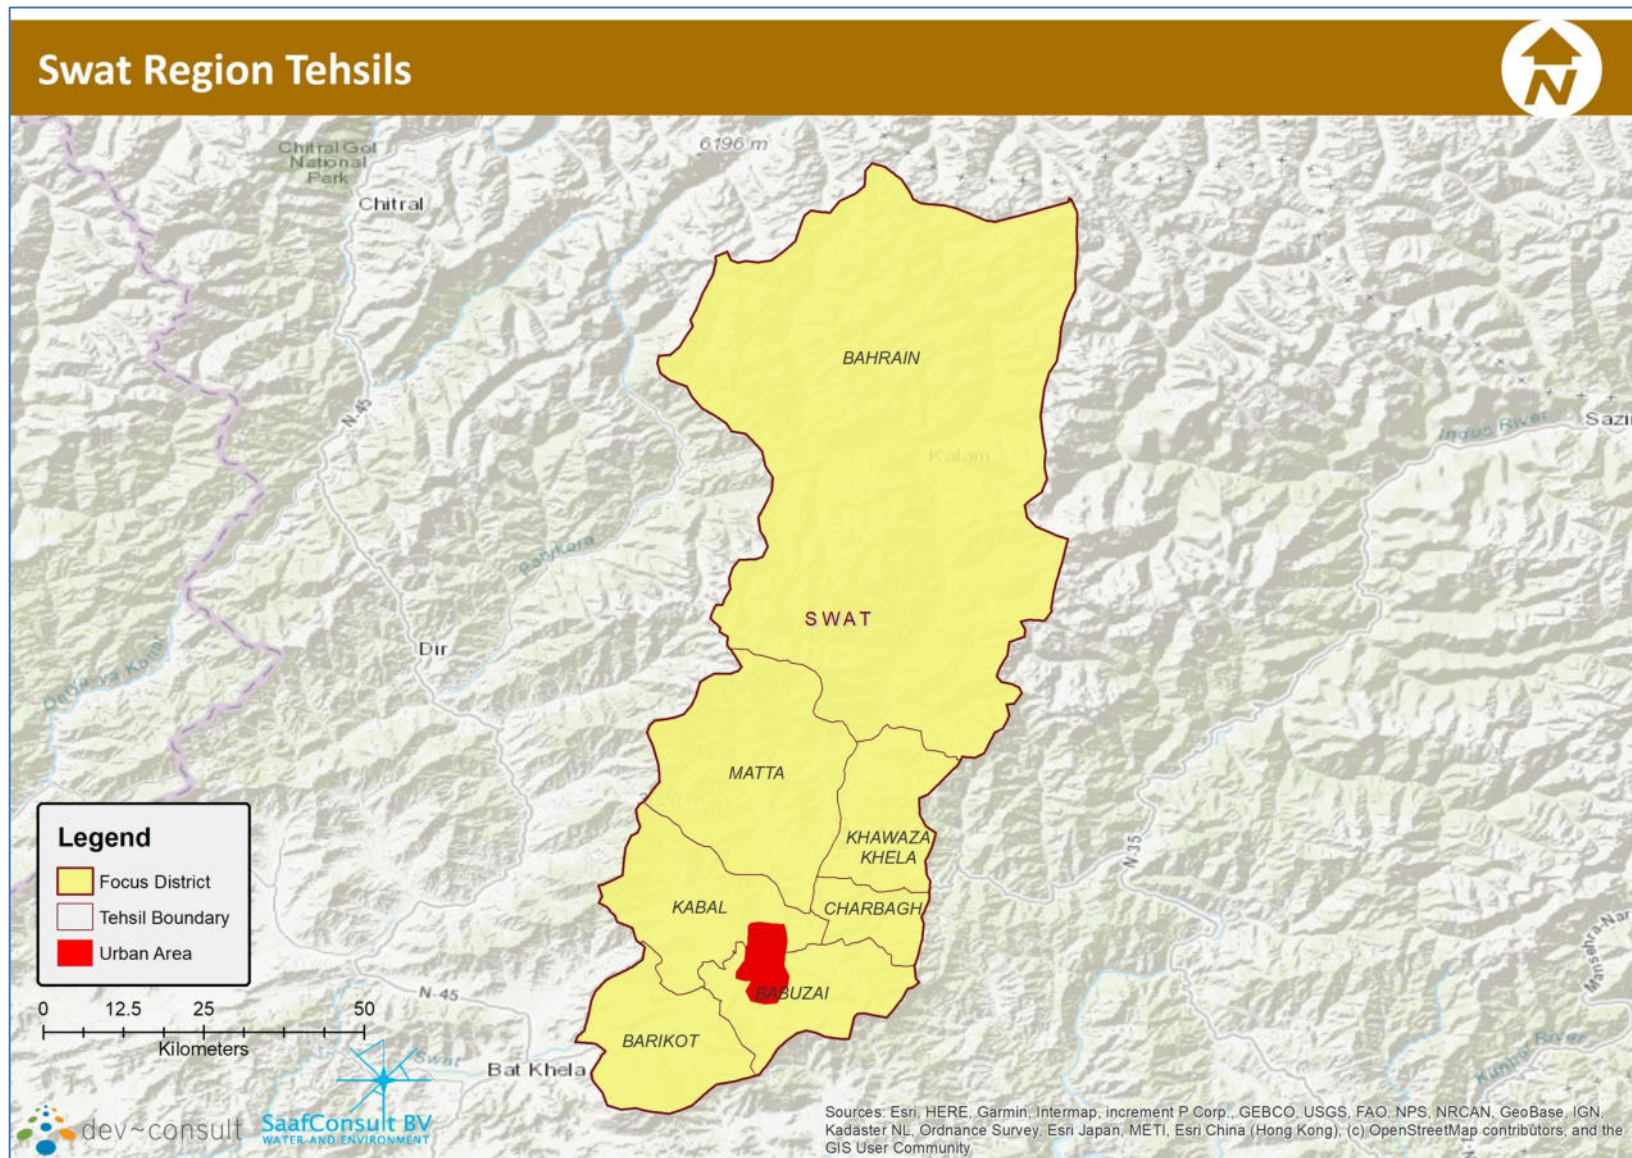 Swat Region Tehsils
N
6196 m
Chitral Gol
National
Park
Chitral
BAHRAIN
N-45
Indus River
Kalam
Panjkora
SWAT
Dir
MATTA
KHAWAZA
KHELA
N-35
KABAL
CHARBAGH
BABUZAI
BARIKOT
N-45
Swat
Bat Khela
Kunhar River
Legend
Focus District
Tehsil Boundary
Urban Area
0 12.5 25 50
Kilometers
dev~consult
SaafConsult BV
WATER AND ENVIRONMENT
Sources: Esri, HERE, Garmin, Intermap, increment P Corp., GEBCO, USGS, FAO, NPS, NRCAN, GeoBase, IGN,
Kadaster NL, Ordnance Survey, Esri Japan, METI, Esri China (Hong Kong), (c) OpenStreetMap contributors, and the
GIS User Community